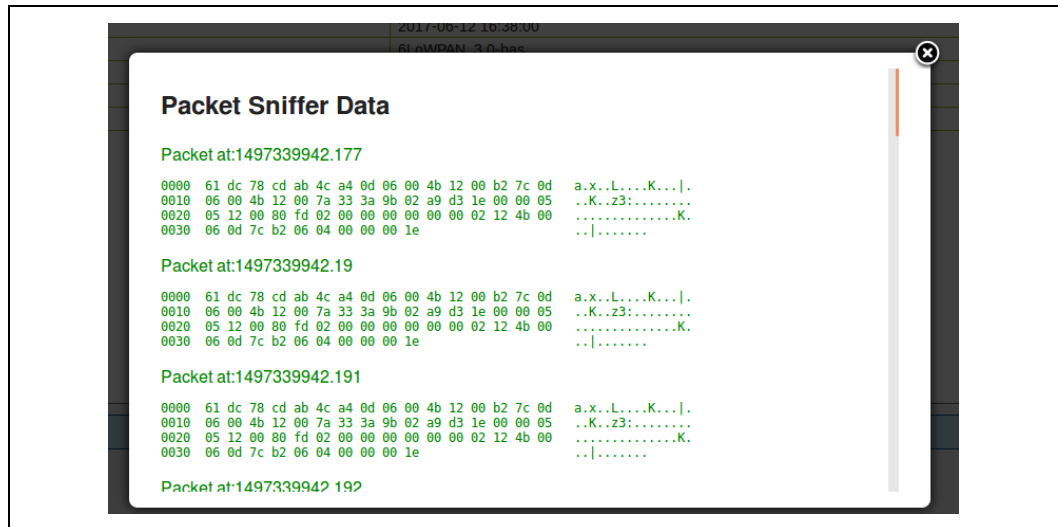 2017-06-12 16:38:00
6LoWPAN, 3.0-bas
Packet Sniffer Data
Packet at:1497339942.177
0000 61 dc 78 cd ab 4c a4 0d 06 00 4b 12 00 b2 7c 0d a.x..L....K...|.
0010 06 00 4b 12 00 7a 33 3a 9b 02 a9 d3 1e 00 00 05 ..K..z3:........
0020 05 12 00 80 fd 02 00 00 00 00 00 00 02 12 4b 00 ..............K.
0030 06 0d 7c b2 06 04 00 00 00 1e ..|.......
Packet at:1497339942.19
0000 61 dc 78 cd ab 4c a4 0d 06 00 4b 12 00 b2 7c 0d a.x..L....K...|.
0010 06 00 4b 12 00 7a 33 3a 9b 02 a9 d3 1e 00 00 05 ..K..z3:........
0020 05 12 00 80 fd 02 00 00 00 00 00 00 02 12 4b 00 ..............K.
0030 06 0d 7c b2 06 04 00 00 00 1e ..|.......
Packet at:1497339942.191
0000 61 dc 78 cd ab 4c a4 0d 06 00 4b 12 00 b2 7c 0d a.x..L....K...|.
0010 06 00 4b 12 00 7a 33 3a 9b 02 a9 d3 1e 00 00 05 ..K..z3:........
0020 05 12 00 80 fd 02 00 00 00 00 00 00 02 12 4b 00 ..............K.
0030 06 0d 7c b2 06 04 00 00 00 1e ..|.......
Packet at:1497339942.192